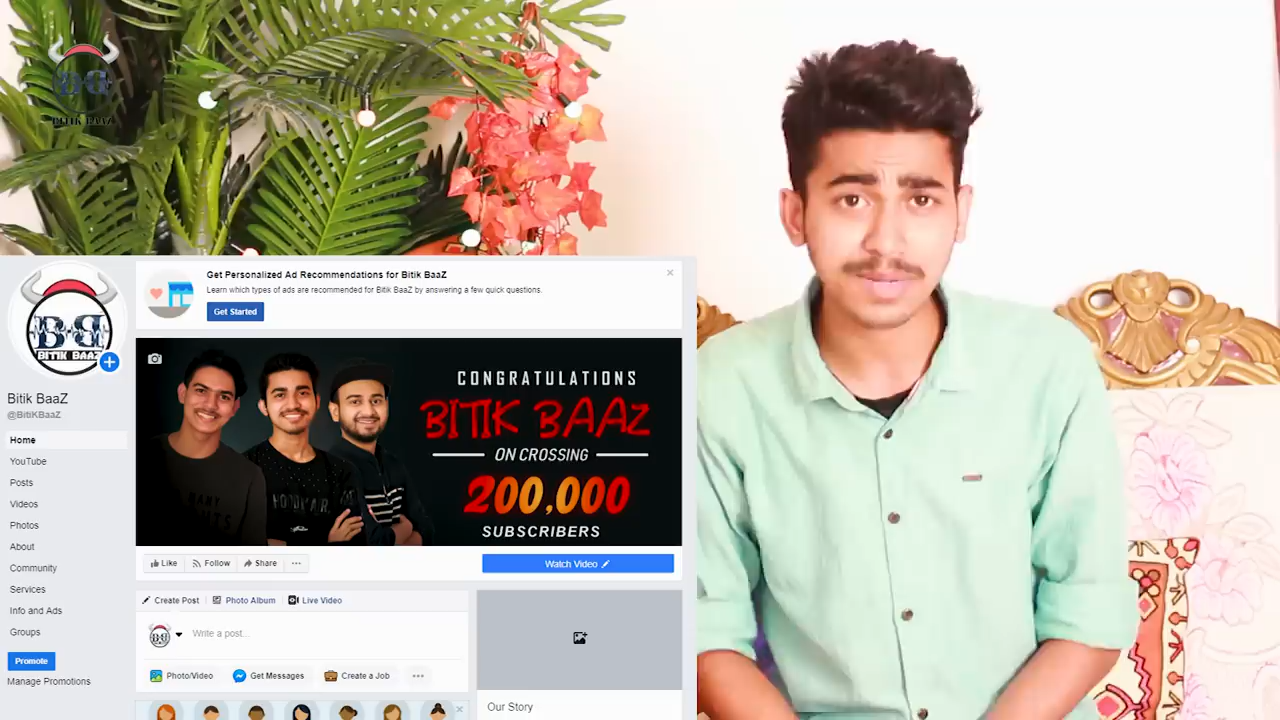 BITIK BAAZ
Get Personalized Ad Recommendations for Bitik BaaZ
Learn which types of ads are recommended for Bitik BaaZ by answering a few quick questions.
Get Started
BITIK BAAZ
Bitik BaaZ
@BitiKBaaZ
Home
YouTube
Posts
Videos
Photos
About
Community
Services
Info and Ads
Groups
Promote
Manage Promotions
CONGRATULATIONS
BITIK BAAZ
ON CROSSING
200,000
SUBSCRIBERS
Like Follow Share ...
Watch Video
Create Post Photo Album Live Video
Write a post...
Photo/Video Get Messages Create a Job ...
Our Story